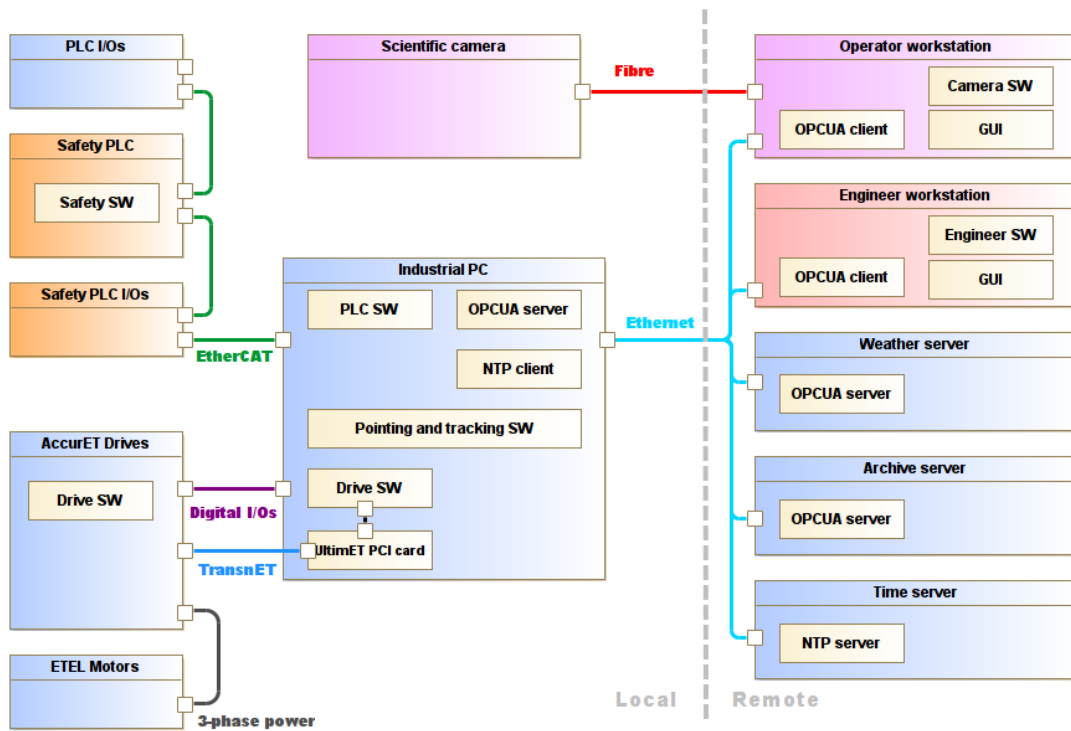 PLC I/Os
Scientific camera
Operator workstation
Fibre
Camera SW
OPCUA client
GUI
Safety PLC
Safety SW
Engineer workstation
Engineer SW
OPCUA client
GUI
Safety PLC I/Os
EtherCAT
Industrial PC
PLC SW
OPCUA server
NTP client
Pointing and tracking SW
Drive SW
UltimET PCI card
Ethernet
Weather server
OPCUA server
AccurET Drives
Drive SW
Digital I/Os
TransnET
Archive server
OPCUA server
Time server
NTP server
ETEL Motors
3-phase power
Local
Remote